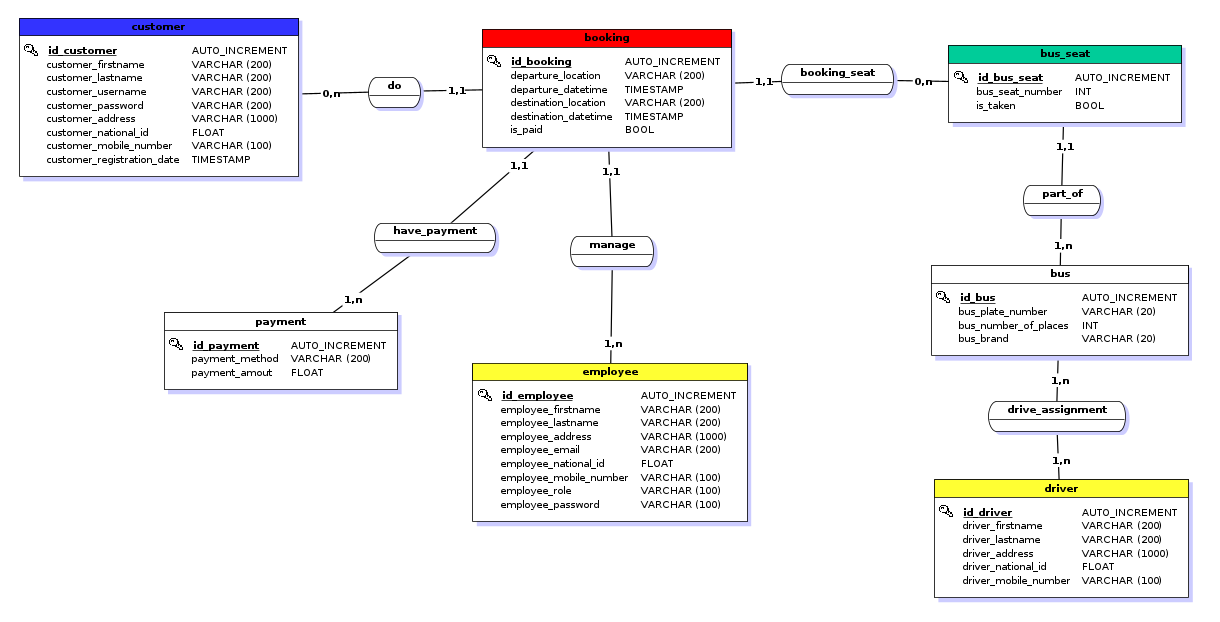 customer
id_customer AUTO_INCREMENT
customer_firstname VARCHAR (200)
customer_lastname VARCHAR (200)
customer_username VARCHAR (200)
customer_password VARCHAR (200)
customer_address VARCHAR (1000)
customer_national_id FLOAT
customer_mobile_number VARCHAR (100)
customer_registration_date TIMESTAMP
0,n
do
1,1
booking
id_booking AUTO_INCREMENT
departure_location VARCHAR (200)
departure_datetime TIMESTAMP
destination_location VARCHAR (200)
destination_datetime TIMESTAMP
is_paid BOOL
1,1
booking_seat
0,n
bus_seat
id_bus_seat AUTO_INCREMENT
bus_seat_number INT
is_taken BOOL
1,1
have_payment
1,n
payment
id_payment AUTO_INCREMENT
payment_method VARCHAR (200)
payment_amout FLOAT
1,1
manage
1,n
employee
id_employee AUTO_INCREMENT
employee_firstname VARCHAR (200)
employee_lastname VARCHAR (200)
employee_address VARCHAR (1000)
employee_email VARCHAR (200)
employee_national_id FLOAT
employee_mobile_number VARCHAR (100)
employee_role VARCHAR (100)
employee_password VARCHAR (100)
1,1
part_of
1,n
bus
id_bus AUTO_INCREMENT
bus_plate_number VARCHAR (20)
bus_number_of_places INT
bus_brand VARCHAR (20)
1,n
drive_assignment
1,n
driver
id_driver AUTO_INCREMENT
driver_firstname VARCHAR (200)
driver_lastname VARCHAR (200)
driver_address VARCHAR (1000)
driver_national_id FLOAT
driver_mobile_number VARCHAR (100)